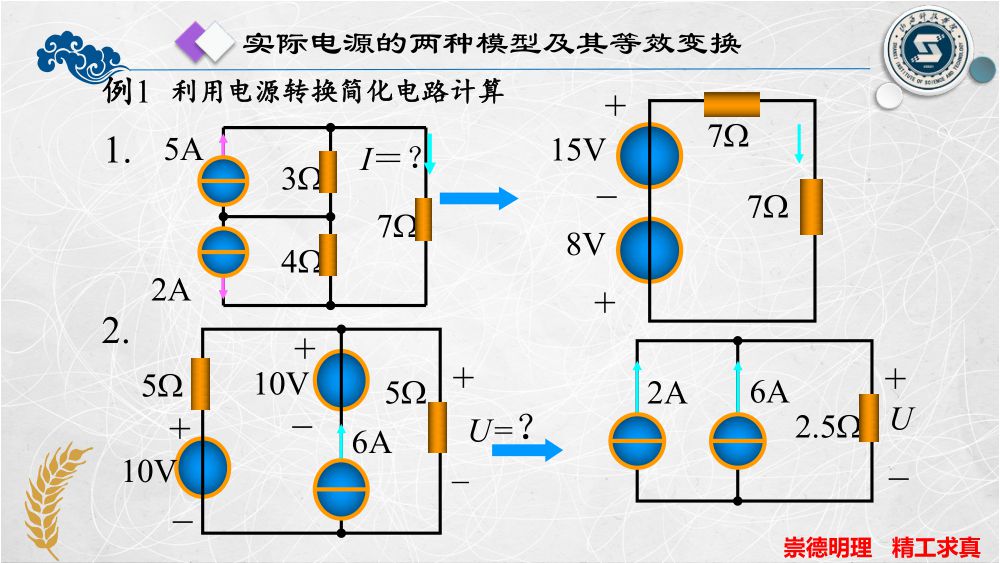 实际电源的两种模型及其等效变换
例1 利用电源转换简化电路计算
1.
5A
3Ω
I=?
7Ω
4Ω
2A
+
15V
−
8V
+
7Ω
7Ω
2.
5Ω
+
10V
−
+
10V
−
6A
5Ω
+
U=?
−
2A
6A
2.5Ω
+
U
−
崇德明理 精工求真